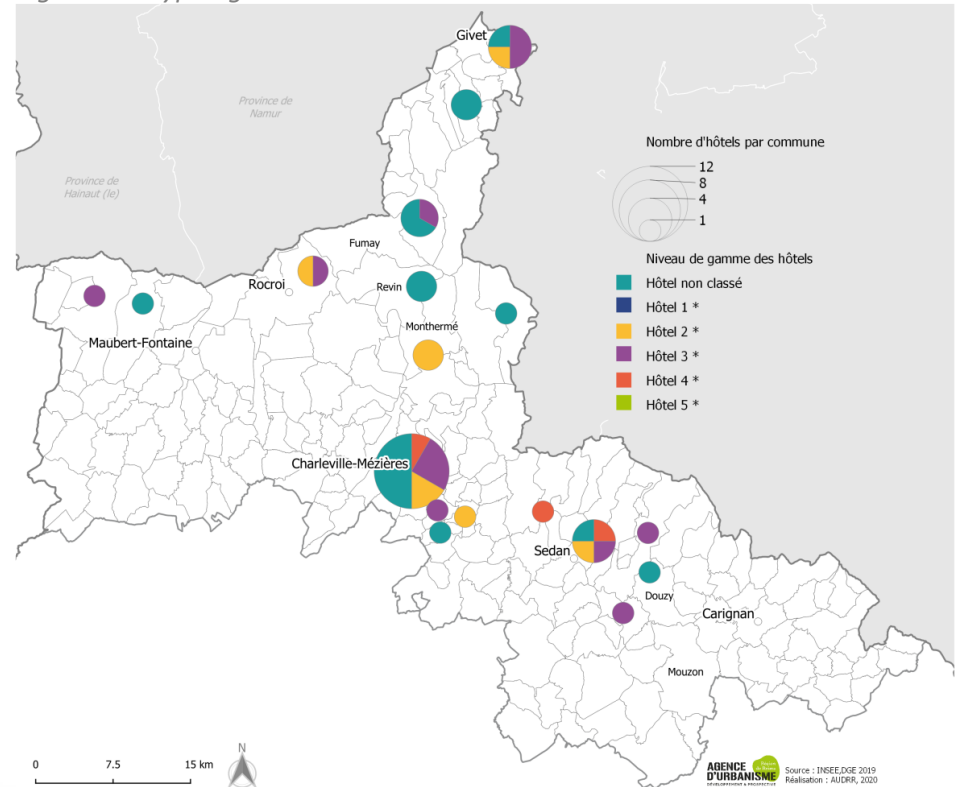 Givet
Province de
Namur
Nombre d'hôtels par commune
12
8
4
1
Province de
Hainaut (le)
Fumay
Niveau de gamme des hôtels
Hôtel non classé
Hôtel 1 *
Hôtel 2 *
Hôtel 3 *
Hôtel 4 *
Hôtel 5 *
Rocroi
Revin
Monthermé
Maubert-Fontaine
Charleville-Mézières
Sedan
Douzy
Carignan
Mouzon
N
0 7.5 15 km
AGENCE
D'URBANISME
DÉVELOPPEMENT & PROSPECTIVE
Source : INSEE,DGE 2019
Réalisation : AUDRR, 2020